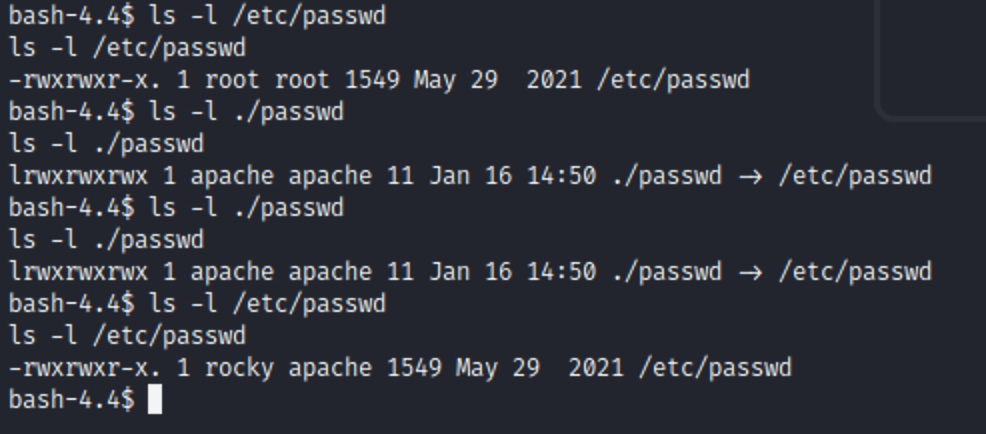 bash-4.4$ ls -l /etc/passwd
ls -l /etc/passwd
-rwxrwxr-x. 1 root root 1549 May 29  2021 /etc/passwd
bash-4.4$ ls -l ./passwd
ls -l ./passwd
lrwxrwxrwx 1 apache apache 11 Jan 16 14:50 ./passwd → /etc/passwd
bash-4.4$ ls -l ./passwd
ls -l ./passwd
lrwxrwxrwx 1 apache apache 11 Jan 16 14:50 ./passwd → /etc/passwd
bash-4.4$ ls -l /etc/passwd
ls -l /etc/passwd
-rwxrwxr-x. 1 rocky apache 1549 May 29  2021 /etc/passwd
bash-4.4$